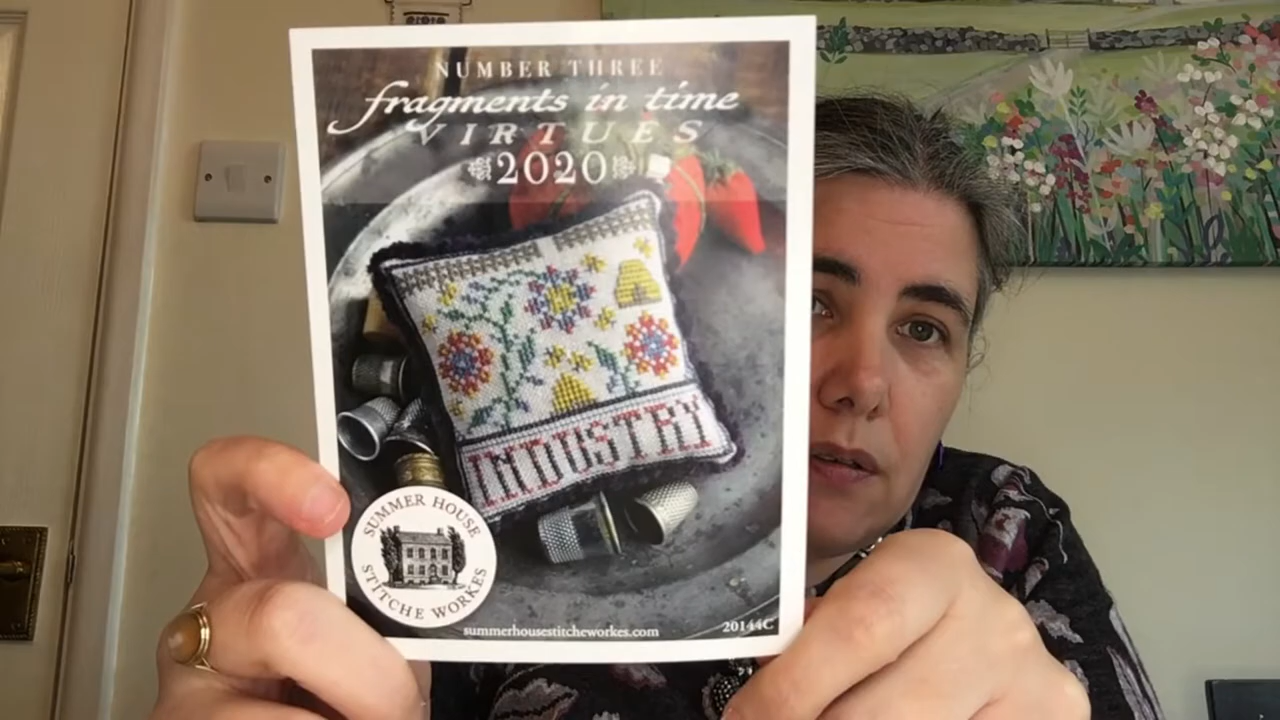 NUMBER THREE
fragments in time
VIRTUES
2020
INDUSTRY
SUMMER HOUSE
STITCHE WORKES
summerhousestitcheworkes.com
20144C